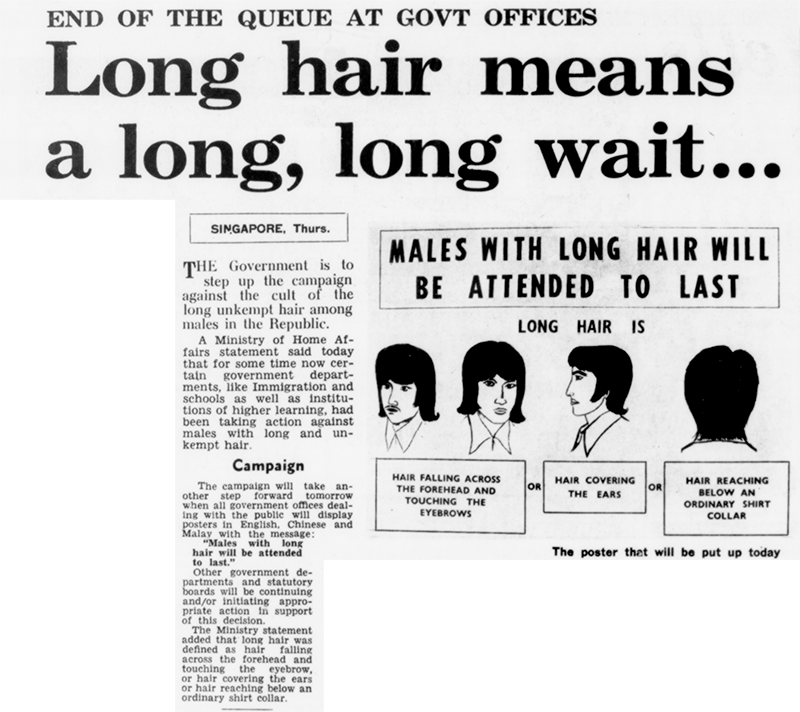 END OF THE QUEUE AT GOVT OFFICES
Long hair means
a long, long wait...
SINGAPORE, Thurs.
THE Government is to
step up the campaign
against the cult of the
long unkempt hair among
males in the Republic.
A Ministry of Home Af-
fairs statement said today
that for some time now cer-
tain government depart-
ments, like Immigration and
schools as well as institu-
tions of higher learning, had
been taking action against
males with long and un-
kempt hair.
Campaign
The campaign will take an-
other step forward tomorrow
when all government offices deal-
ing with the public will display
posters in English, Chinese and
Malay with the message:
"Males with long
hair will be attended
to last."
Other government de-
partments and statutory
boards will be continuing
and/or initiating appro-
priate action in support
of this decision.
The Ministry statement
added that long hair was
defined as hair falling
across the forehead and
touching the eyebrow,
or hair covering the ears
or hair reaching below an
ordinary shirt collar.
MALES WITH LONG HAIR WILL
BE ATTENDED TO LAST
LONG HAIR IS
HAIR FALLING ACROSS
THE FOREHEAD AND
TOUCHING THE
EYEBROWS
OR
HAIR COVERING
THE EARS
OR
HAIR REACHING
BELOW AN
ORDINARY SHIRT
COLLAR
The poster that will be put up today